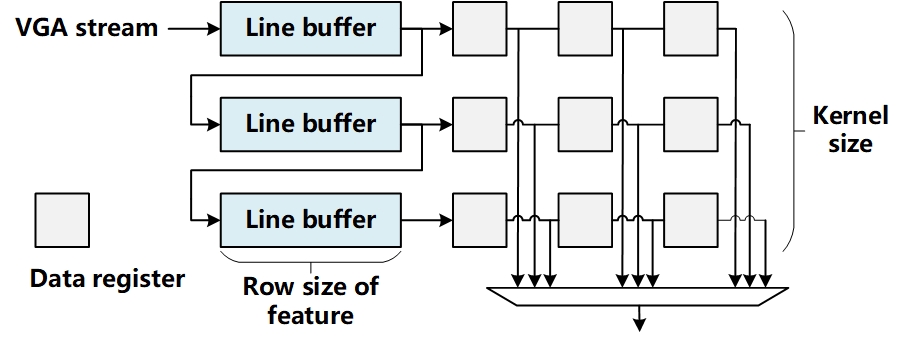 VGA stream
Line buffer
Line buffer
Line buffer
Kernel
size
Data register
Row size of
feature